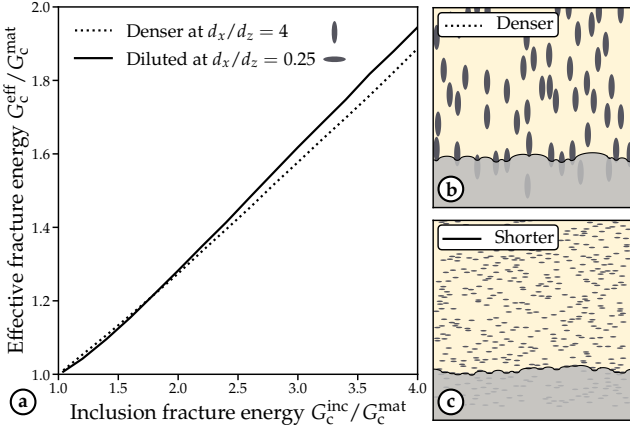 Effective fracture energy G_c^eff/G_c^mat
2.0
1.8
1.6
1.4
1.2
1.0
Denser at d_x/d_z = 4
Diluted at d_x/d_z = 0.25
1.0 1.5 2.0 2.5 3.0 3.5 4.0
Inclusion fracture energy G_c^inc/G_c^mat
a
Denser
b
Shorter
c